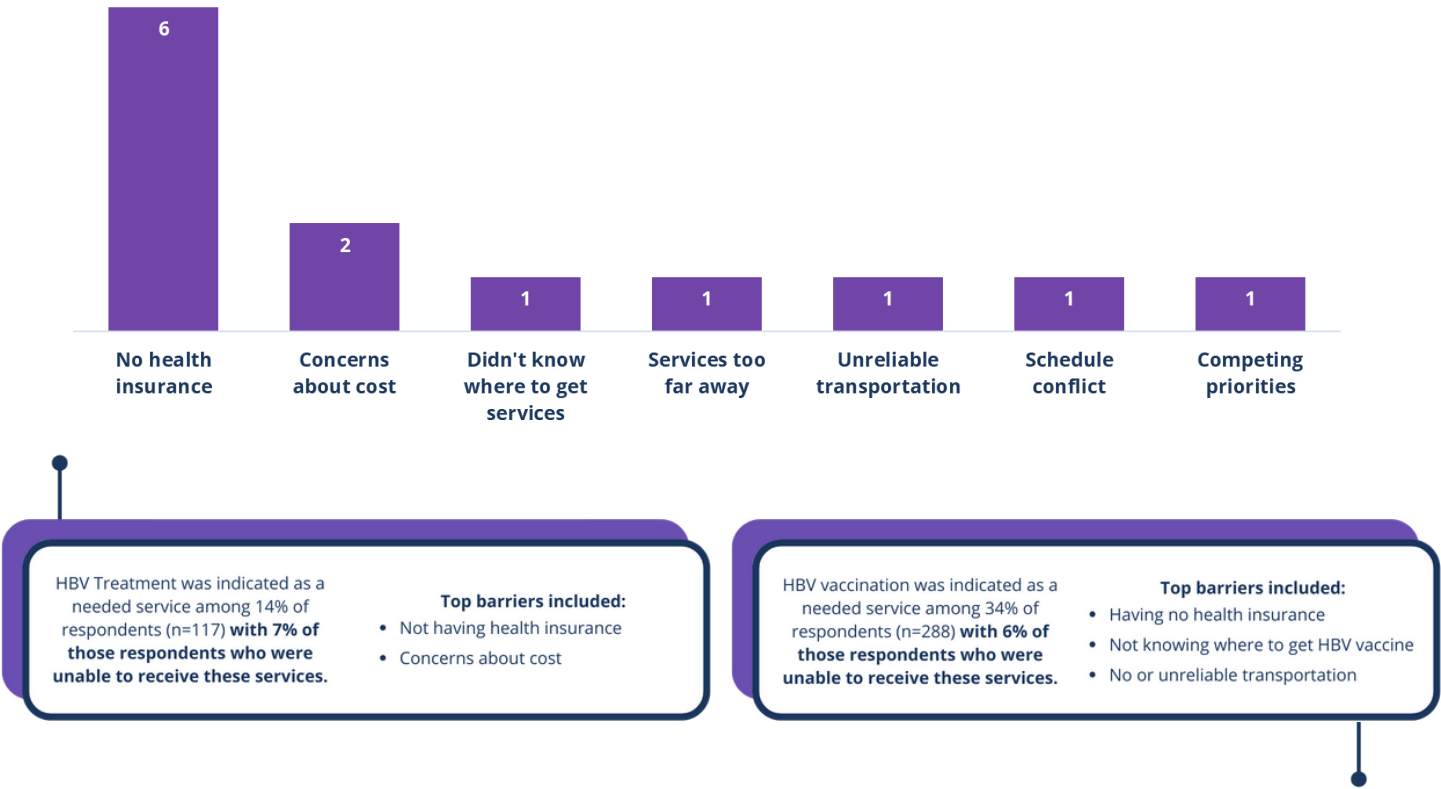 6
2
1
1
1
1
1
No health
insurance
Concerns
about cost
Didn't know
where to get
services
Services too
far away
Unreliable
transportation
Schedule
conflict
Competing
priorities
HBV Treatment was indicated as a
needed service among 14% of
respondents (n=117) with 7% of
those respondents who were
unable to receive these services.
Top barriers included:
• Not having health insurance
• Concerns about cost
HBV vaccination was indicated as a
needed service among 34% of
respondents (n=288) with 6% of
those respondents who were
unable to receive these services.
Top barriers included:
• Having no health insurance
• Not knowing where to get HBV vaccine
• No or unreliable transportation